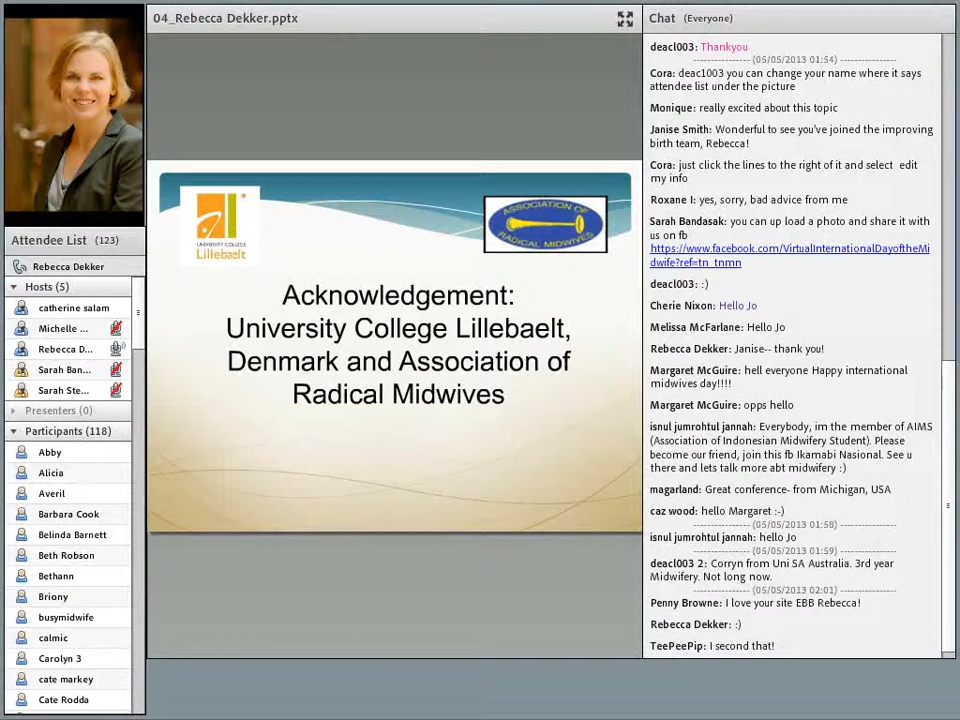 04_Rebecca Dekker.pptx
UNIVERSITY COLLEGE
Lillebaelt
ASSOCIATION OF
RADICAL MIDWIVES
Acknowledgement:
University College Lillebaelt,
Denmark and Association of
Radical Midwives
Attendee List (123)
Rebecca Dekker
Hosts (5)
catherine salam
Michelle ...
Rebecca D...
Sarah Ban...
Sarah Ste...
Presenters (0)
Participants (118)
Abby
Alicia
Averil
Barbara Cook
Belinda Barnett
Beth Robson
Bethann
Briony
busymidwife
calmic
Carolyn 3
cate markey
Cate Rodda
Chat (Everyone)
deacl003: Thankyou
---------------- (05/05/2013 01:54) ----------------
Cora: deac1003 you can change your name where it says
attendee list under the picture
Monique: really excited about this topic
Janise Smith: Wonderful to see you've joined the improving
birth team, Rebecca!
Cora: just click the lines to the right of it and select edit
my info
Roxane I: yes, sorry, bad advice from me
Sarah Bandasak: you can up load a photo and share it with
us on fb
https://www.facebook.com/VirtualInternationalDayoftheMi
dwife?ref=tn_tnmn
deacl003: :)
Cherie Nixon: Hello Jo
Melissa McFarlane: Hello Jo
Rebecca Dekker: Janise-- thank you!
Margaret McGuire: hell everyone Happy international
midwives day!!!!
Margaret McGuire: opps hello
isnul jumrohtul jannah: Everybody, im the member of AIMS
(Association of Indonesian Midwifery Student). Please
become our friend, join this fb Ikamabi Nasional. See u
there and lets talk more abt midwifery :)
magarland: Great conference- from Michigan, USA
caz wood: hello Margaret :-)
---------------- (05/05/2013 01:58) ----------------
isnul jumrohtul jannah: hello Jo
---------------- (05/05/2013 01:59) ----------------
deacl003 2: Corryn from Uni SA Australia. 3rd year
Midwifery. Not long now.
---------------- (05/05/2013 02:01) ----------------
Penny Browne: I love your site EBB Rebecca!
Rebecca Dekker: :)
TeePeePip: I second that!